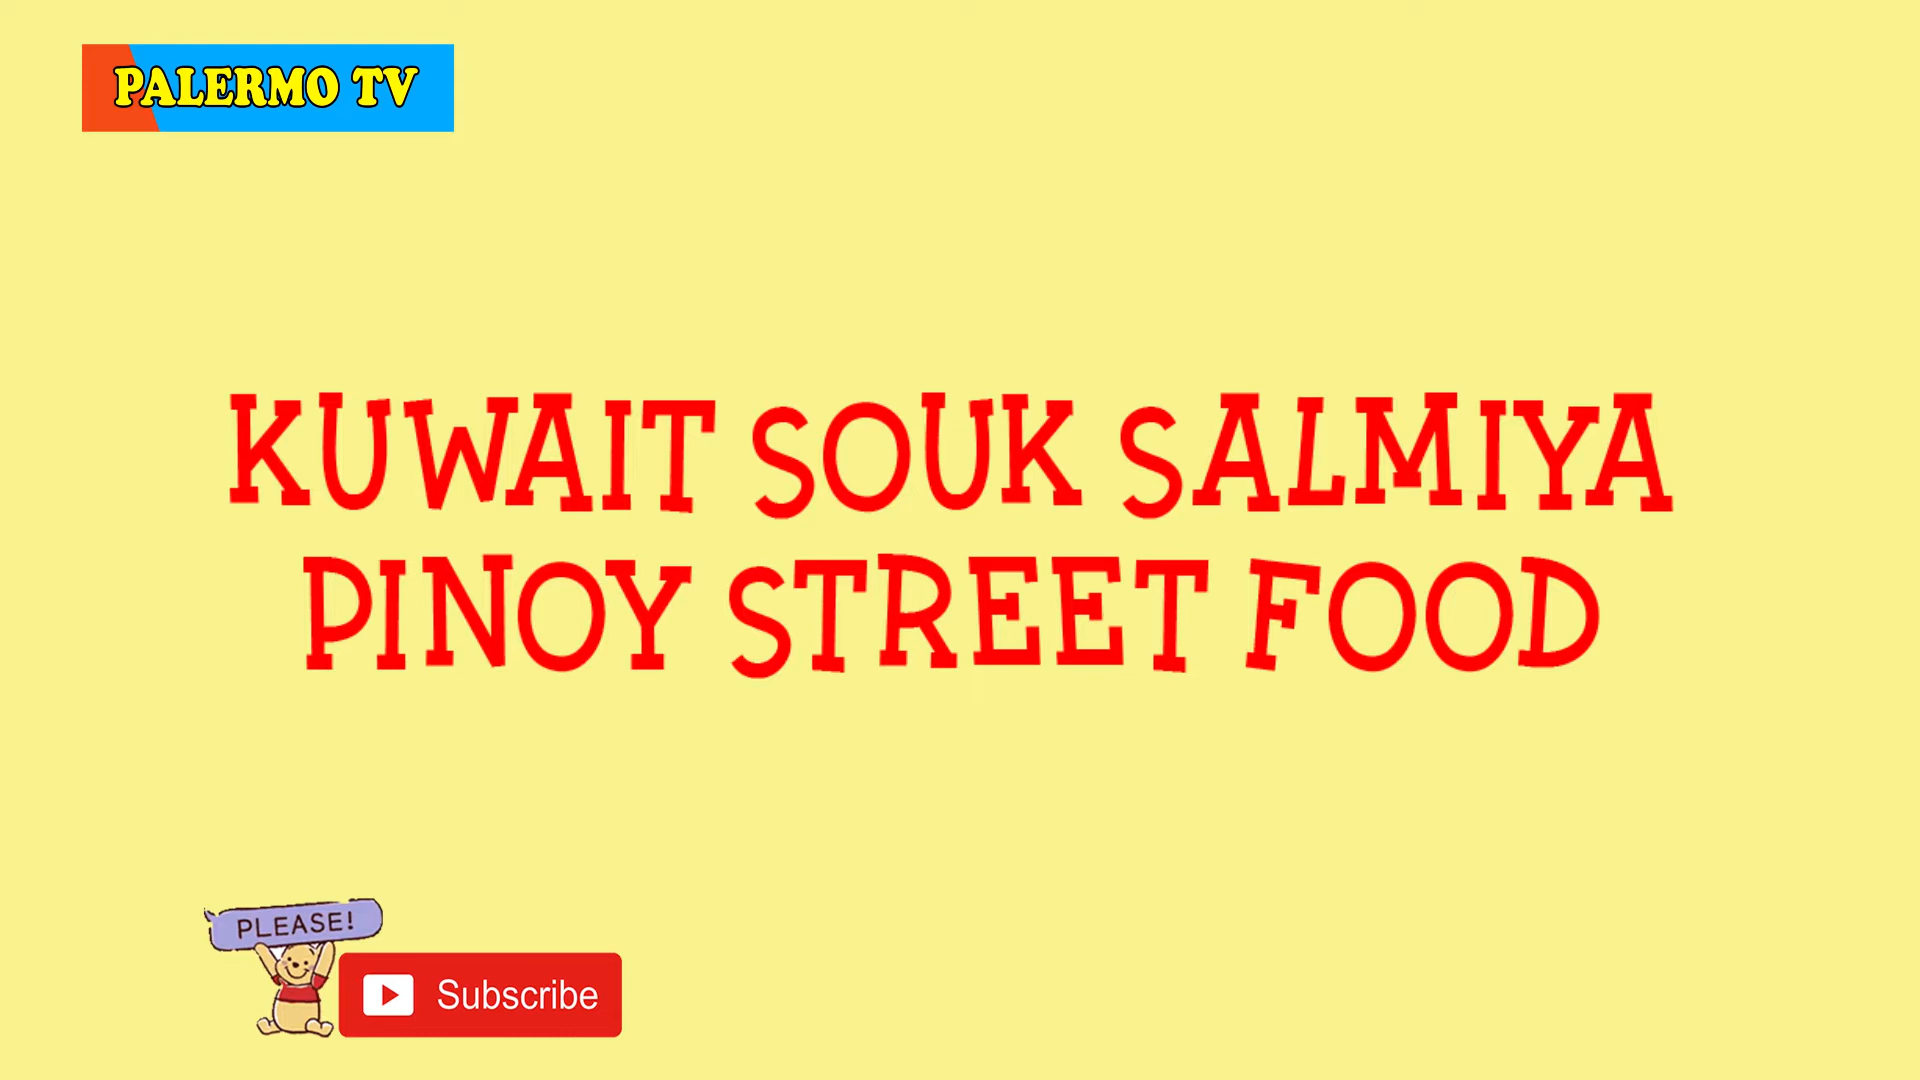 PALERMO TV
KUWAIT SOUK SALMIYA
PINOY STREET FOOD
PLEASE!
Subscribe